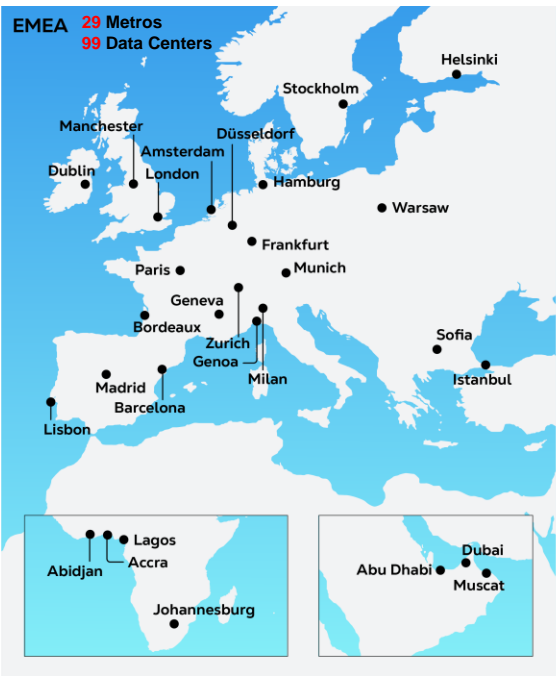 EMEA 29 Metros
99 Data Centers
Helsinki
Stockholm
Manchester
Düsseldorf
Amsterdam
Dublin
London
Hamburg
Warsaw
Frankfurt
Paris
Munich
Geneva
Bordeaux
Zurich
Sofia
Genoa
Milan
Istanbul
Madrid
Barcelona
Lisbon
Lagos
Accra
Abidjan
Johannesburg
Dubai
Abu Dhabi
Muscat